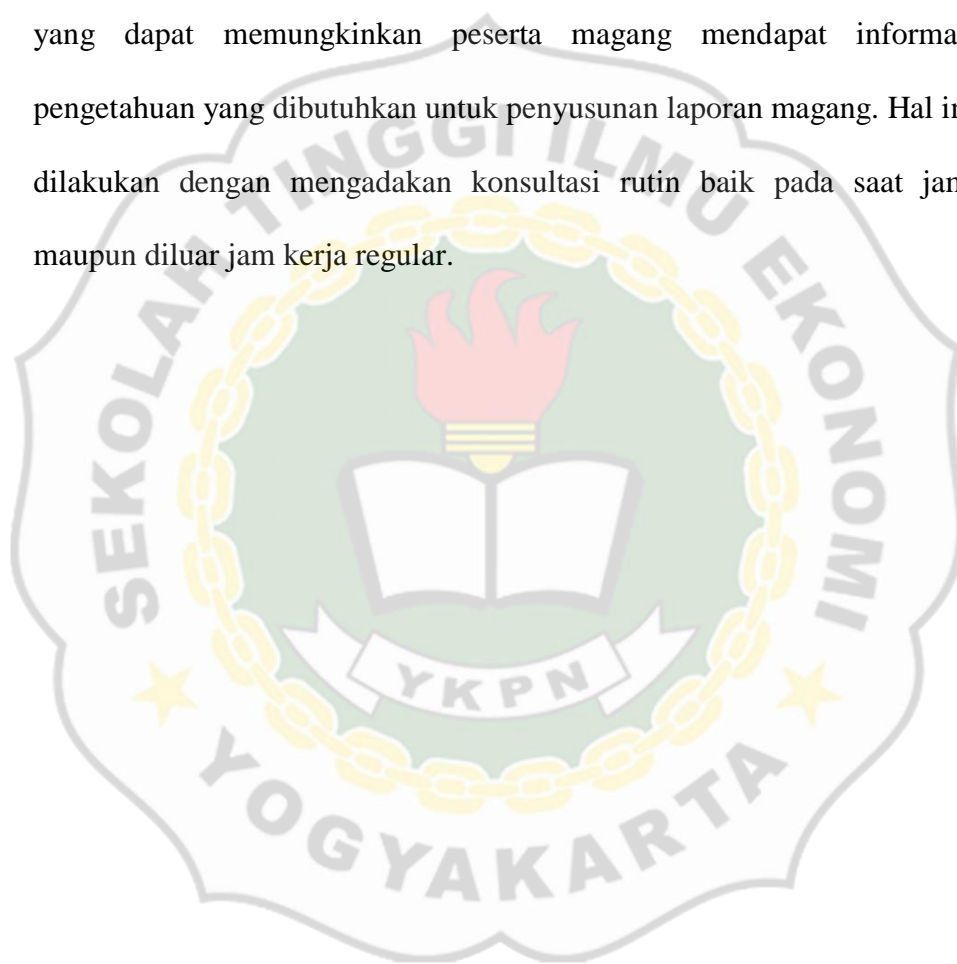 yang dapat memungkinkan peserta magang mendapat informa
pengetahuan yang dibutuhkan untuk penyusunan laporan magang. Hal in
dilakukan dengan mengadakan konsultasi rutin baik pada saat jam
maupun diluar jam kerja regular.
SEKOLAH TINGGI ILMU EKONOMI
YKPN
YOGYAKARTA